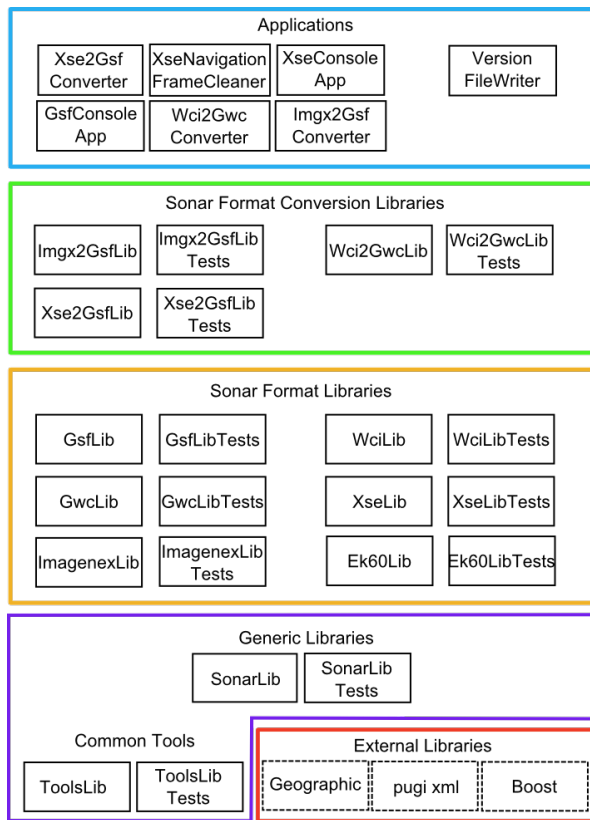 Applications
Xse2Gsf
Converter
XseNavigation
FrameCleaner
XseConsole
App
Version
FileWriter
GsfConsole
App
Wci2Gwc
Converter
Imgx2Gsf
Converter
Sonar Format Conversion Libraries
Imgx2GsfLib
Imgx2GsfLib
Tests
Wci2GwcLib
Wci2GwcLib
Tests
Xse2GsfLib
Xse2GsfLib
Tests
Sonar Format Libraries
GsfLib
GsfLibTests
WciLib
WciLibTests
GwcLib
GwcLibTests
XseLib
XseLibTests
ImagenexLib
ImagenexLib
Tests
Ek60Lib
Ek60LibTests
Generic Libraries
SonarLib
SonarLib
Tests
Common Tools
ToolsLib
ToolsLib
Tests
External Libraries
Geographic
pugi xml
Boost